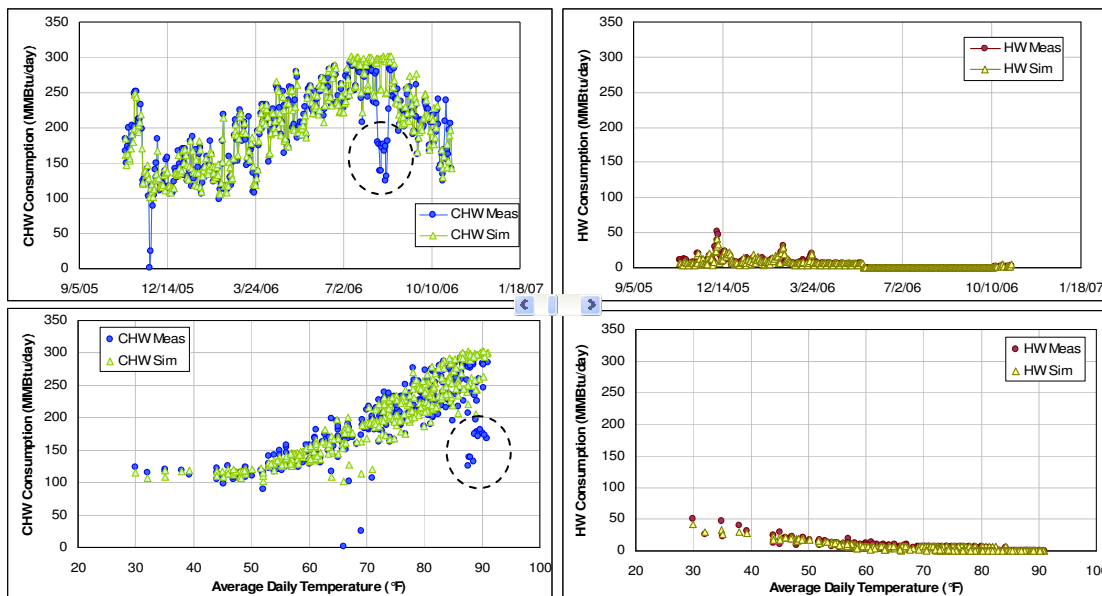 CHW Consumption (MMBtu/day)
350
300
250
200
150
100
50
0
CHW Meas
CHW Sim
9/5/05 12/14/05 3/24/06 7/2/06 10/10/06 1/18/07
HW Consumption (MMBtu/day)
350
300
250
200
150
100
50
0
HW Meas
HW Sim
9/5/05 12/14/05 3/24/06 7/2/06 10/10/06 1/18/07
CHW Consumption (MMBtu/day)
350
300
250
200
150
100
50
0
CHW Meas
CHW Sim
20 30 40 50 60 70 80 90 100
Average Daily Temperature (°F)
HW Consumption (MMBtu/day)
350
300
250
200
150
100
50
0
HW Meas
HW Sim
20 30 40 50 60 70 80 90 100
Average Daily Temperature (°F)